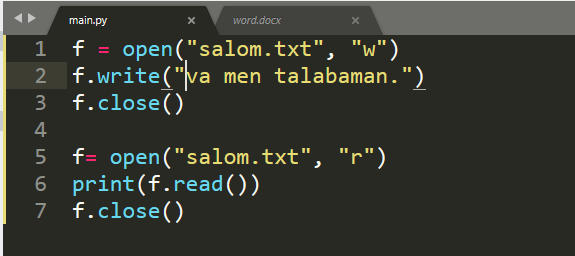 main.py word.docx
1 f = open("salom.txt", "w")
2 f.write("va men talabaman.")
3 f.close()
4
5 f= open("salom.txt", "r")
6 print(f.read())
7 f.close()